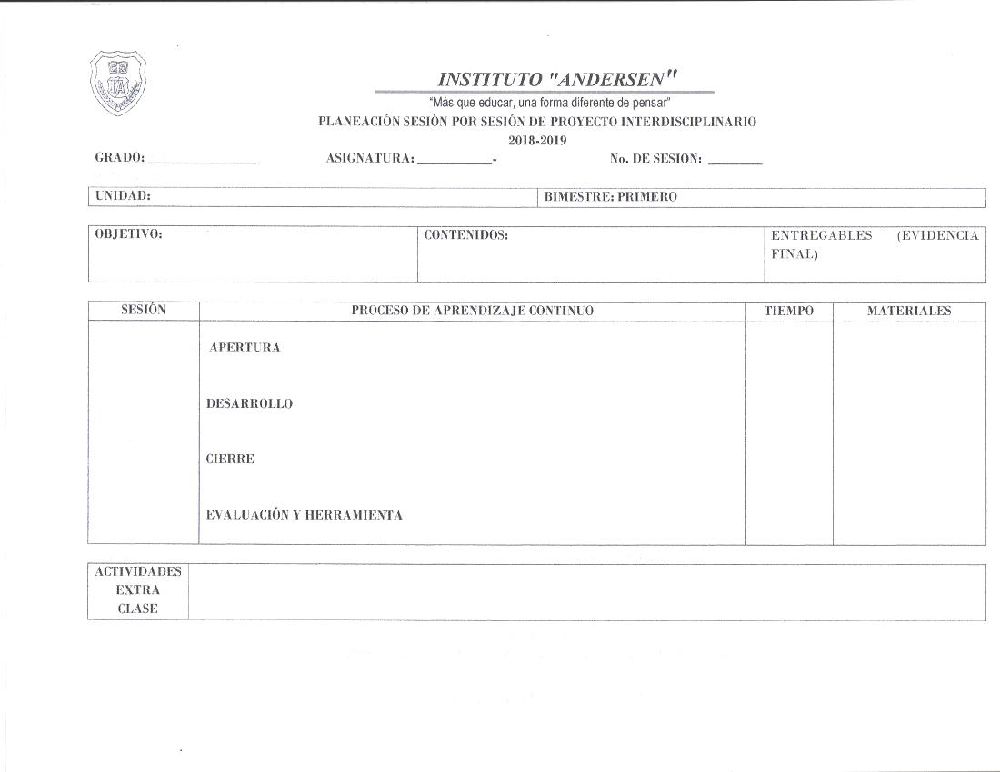 IA
INSTITUTO "ANDERSEN"
"Más que educar, una forma diferente de pensar"
PLANEACIÓN SESIÓN POR SESIÓN DE PROYECTO INTERDISCIPLINARIO
2018-2019
GRADO: ________________ ASIGNATURA: ___________- No. DE SESION: ________
UNIDAD: BIMESTRE: PRIMERO
OBJETIVO: CONTENIDOS: ENTREGABLES (EVIDENCIA
FINAL)
SESIÓN PROCESO DE APRENDIZAJE CONTINUO TIEMPO MATERIALES
APERTURA
DESARROLLO
CIERRE
EVALUACIÓN Y HERRAMIENTA
ACTIVIDADES
EXTRA
CLASE